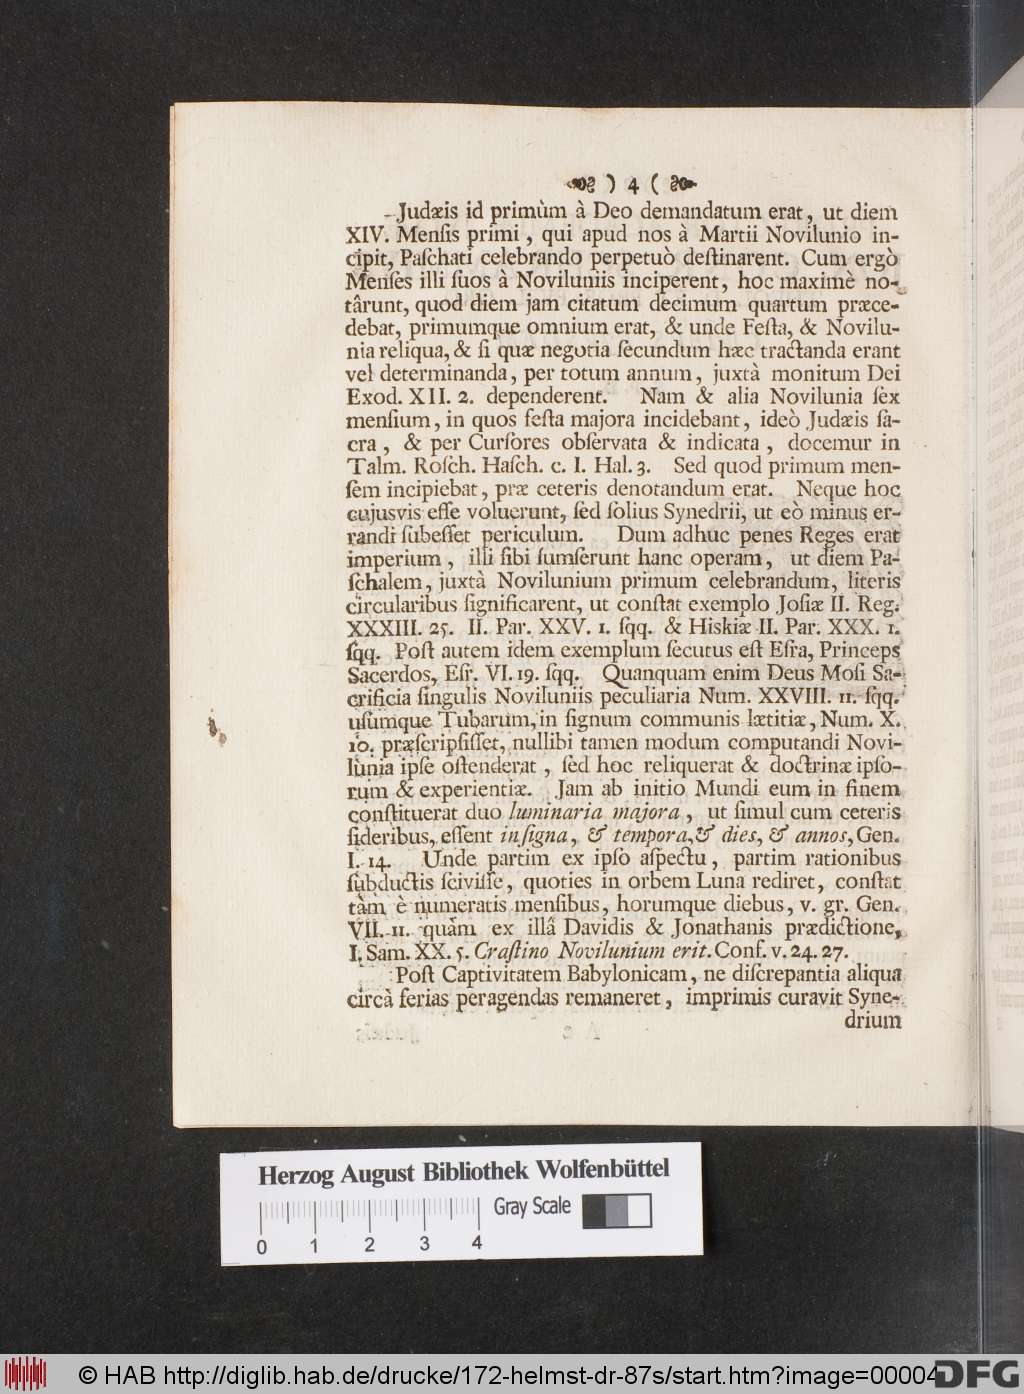 ) 4 (
Judæis id primùm à Deo demandatum erat, ut diem
XIV. Menſis primi, qui apud nos à Martii Novilunio in-
cipit, Paſchati celebrando perpetuò deſtinarent. Cum ergò
Menſes illi ſuos à Noviluniis inciperent, hoc maximè no-
târunt, quod diem jam citatum decimum quartum præce-
debat, primumque omnium erat, & unde Feſta, & Novilu-
nia reliqua, & ſi quæ negotia ſecundum hæc tractanda erant
vel determinanda, per totum annum, juxtà monitum Dei
Exod. XII. 2. dependerent. Nam & alia Novilunia ſex
menſium, in quos feſta majora incidebant, ideò Judæis ſa-
cra, & per Curſores obſervata & indicata, docemur in
Talm. Roſch. Haſch. c. I. Hal. 3. Sed quod primum men-
ſem incipiebat, præ ceteris denotandum erat. Neque hoc
cujusvis eſſe voluerunt, ſed ſolius Synedrii, ut eò minus er-
randi ſubeſſet periculum. Dum adhuc penes Reges erat
imperium, illi ſibi ſumſerunt hanc operam, ut diem Pa-
ſchalem, juxtà Novilunium primum celebrandum, literis
circularibus ſignificarent, ut conſtat exemplo Joſiæ II. Reg.
XXXIII. 25. II. Par. XXV. 1. ſqq. & Hiskiæ II. Par. XXX. 1.
ſqq. Poſt autem idem exemplum ſecutus eſt Eſra, Princeps
Sacerdos, Eſr. VI. 19. ſqq. Quanquam enim Deus Moſi Sa-
crificia ſingulis Noviluniis peculiaria Num. XXVIII. 11. ſqq.
uſumque Tubarum, in ſignum communis lætitiæ, Num. X.
10. præſcripſiſſet, nullibi tamen modum computandi Novi-
lunia ipſe oſtenderat, ſed hoc reliquerat & doctrinæ ipſo-
rum & experientiæ. Jam ab initio Mundi eum in finem
conſtituerat duo luminaria majora, ut ſimul cum ceteris
ſideribus, eſſent inſigna, & tempora, & dies, & annos, Gen.
I. 14. Unde partim ex ipſo aſpectu, partim rationibus
ſubductis ſciviſſe, quoties in orbem Luna rediret, conſtat
tàm è numeratis menſibus, horumque diebus, v. gr. Gen.
VII. 11. quàm ex illâ Davidis & Jonathanis prædictione,
I. Sam. XX. 5. Craſtino Novilunium erit. Conf. v. 24. 27.
Poſt Captivitatem Babylonicam, ne diſcrepantia aliqua
circà ferias peragendas remaneret, imprimis curavit Syne-
drium
Herzog August Bibliothek Wolfenbüttel
Gray Scale
0 1 2 3 4
© HAB http://diglib.hab.de/drucke/172-helmst-dr-87s/start.htm?image=00004
DFG